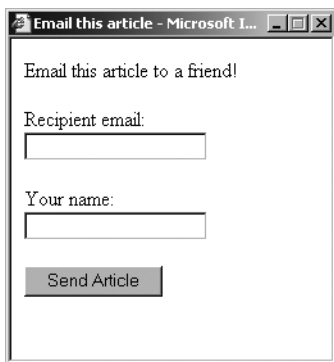 Email this article - Microsoft I...
Email this article to a friend!
Recipient email:
Your name:
Send Article